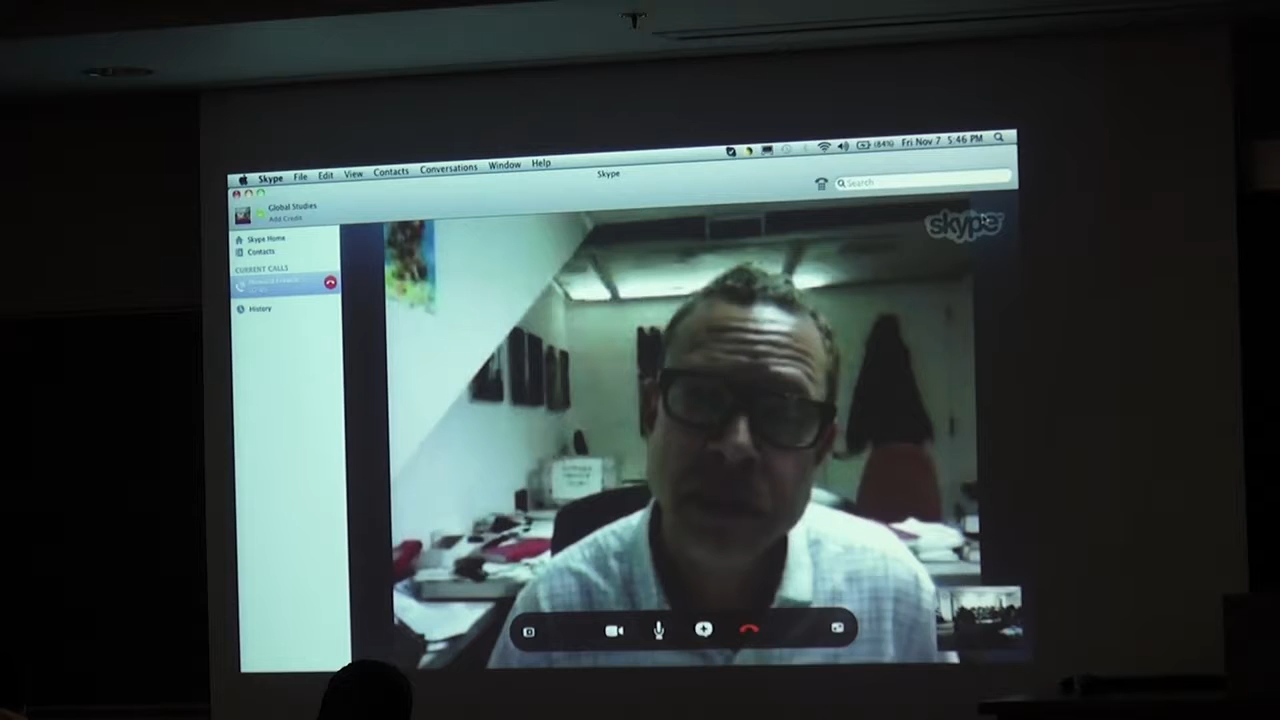 Skype File Edit View Contacts Conversations Window Help (84%) Fri Nov 7 5:46 PM
Skype
Search
Global Studies
Add Credit
skype
Skype Home
Contacts
CURRENT CALLS
History